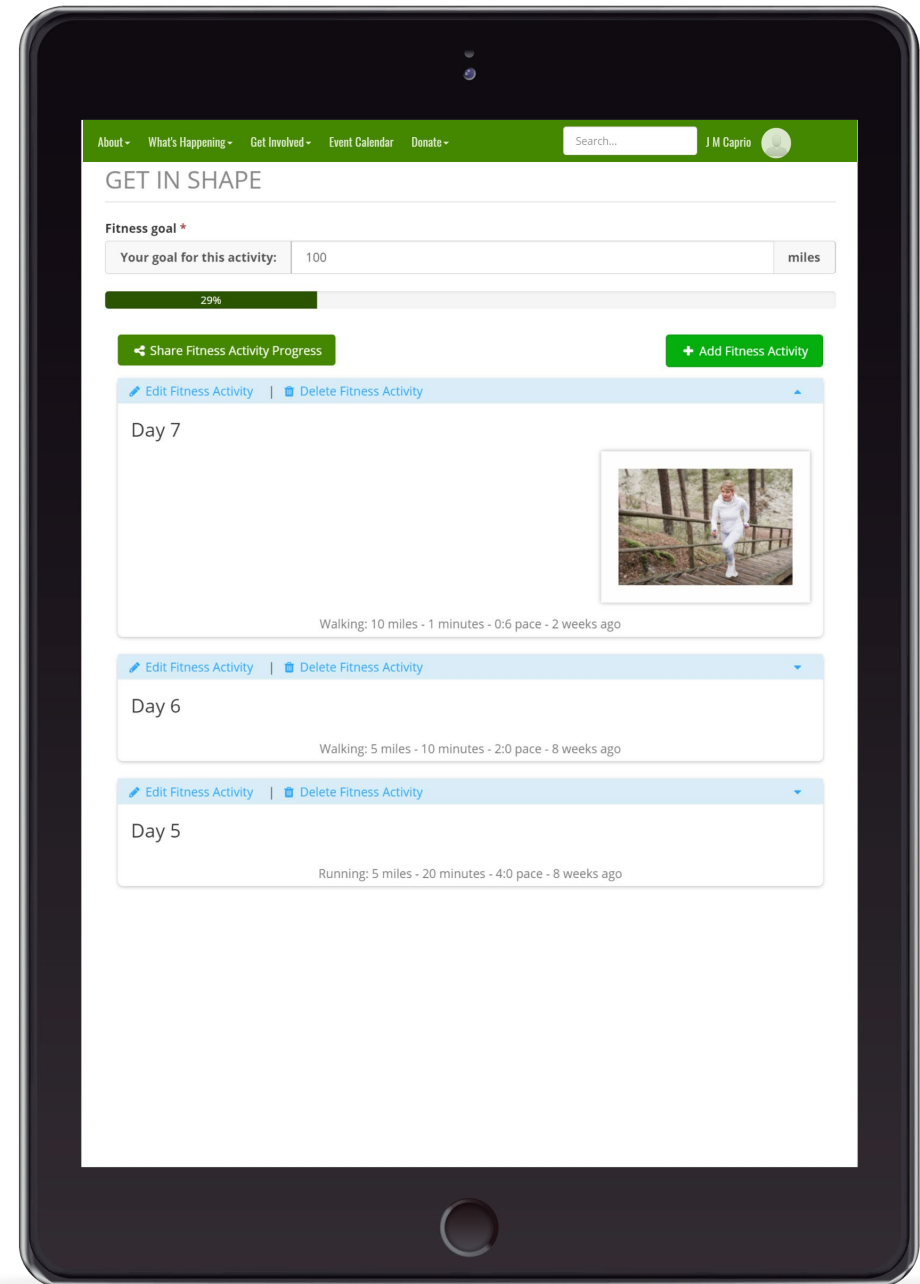 About What's Happening Get Involved Event Calendar Donate Search... J M Caprio
GET IN SHAPE
Fitness goal *
Your goal for this activity: 100 miles
29%
Share Fitness Activity Progress + Add Fitness Activity
Edit Fitness Activity | Delete Fitness Activity
Day 7
Walking: 10 miles - 1 minutes - 0:6 pace - 2 weeks ago
Edit Fitness Activity | Delete Fitness Activity
Day 6
Walking: 5 miles - 10 minutes - 2:0 pace - 8 weeks ago
Edit Fitness Activity | Delete Fitness Activity
Day 5
Running: 5 miles - 20 minutes - 4:0 pace - 8 weeks ago